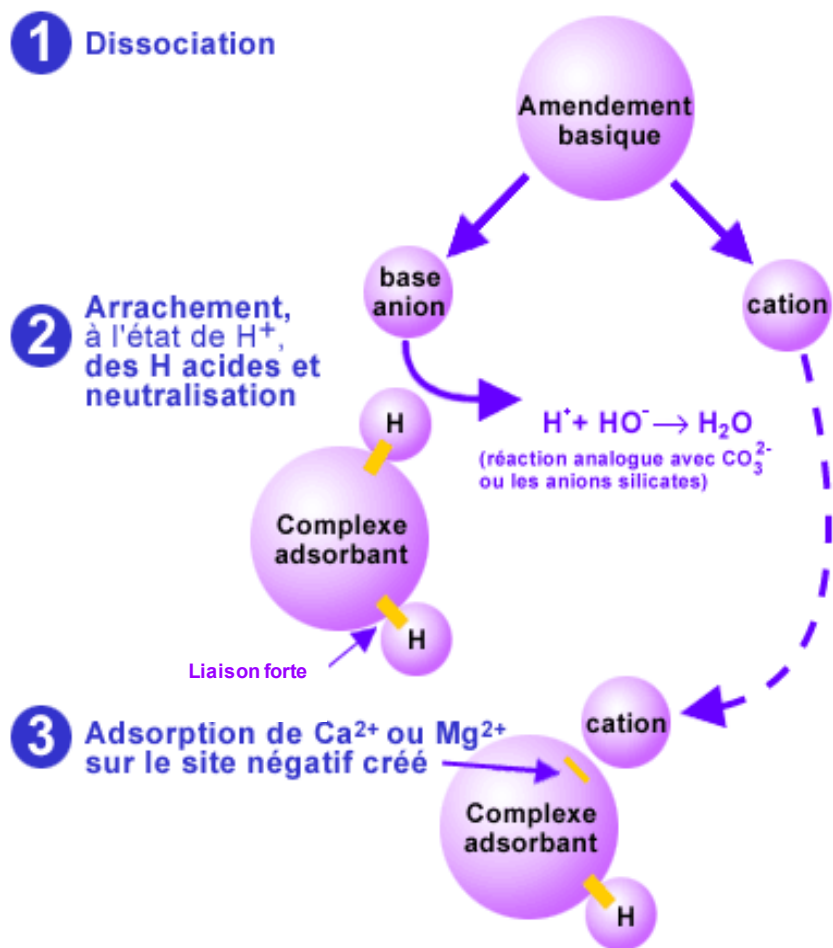 1 Dissociation
Amendement
basique
base
anion
cation
2 Arrachement,
à l'état de H⁺,
des H acides et
neutralisation
H
H⁺+ HO⁻→ H₂O
(réaction analogue avec CO₃²⁻
ou les anions silicates)
Complexe
adsorbant
H
Liaison forte
3 Adsorption de Ca²⁺ ou Mg²⁺
sur le site négatif créé
cation
Complexe
adsorbant
H